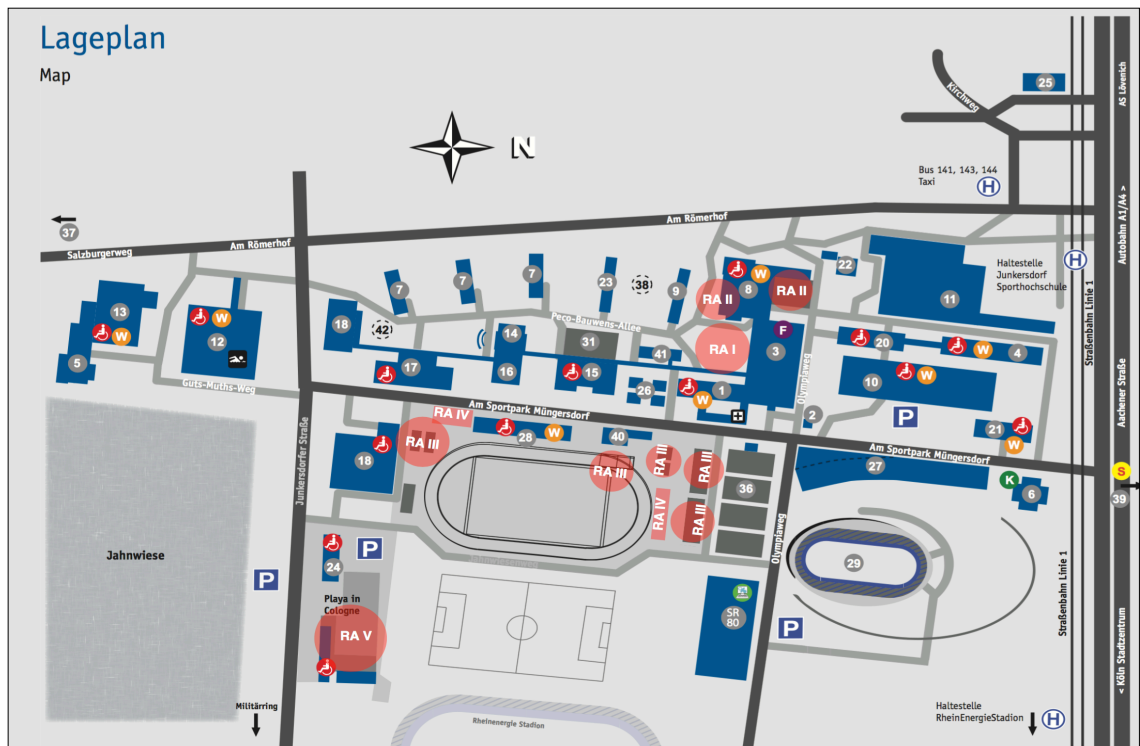 Lageplan
Map
N
Kirchweg
25
AS Lövenich
Bus 141, 143, 144
Taxi
H
Autobahn A1/A4 >
37
Salzburgerweg
Am Römerhof
Am Römerhof
Haltestelle
Junkersdorf
Sporthochschule
H
Straßenbahn Linie 1
Aachener Straße
13
W
5
12
W
18
42
7
7
7
23
38
9
RA II
8
W
RA II
22
11
Peco-Bauwens-Allee
14
31
41
RA I
F
3
20
W
4
17
16
15
26
1
W
10
W
Olympiaweg
2
P
21
W
Guts-Muths-Weg
Am Sportpark Müngersdorf
Am Sportpark Müngersdorf
Junkersdorfer Straße
RA IV
RA III
28
W
40
RA III
RA III
RA III
RA IV
RA III
36
18
27
K
6
S
39
Jahnwiese
P
P
24
Playa in
Cologne
RA V
SR
80
Olympiaweg
P
29
Straßenbahn Linie 1
< Köln Stadtzentrum
Militärring
Rheinenergie Stadion
Haltestelle
RheinEnergieStadion
H